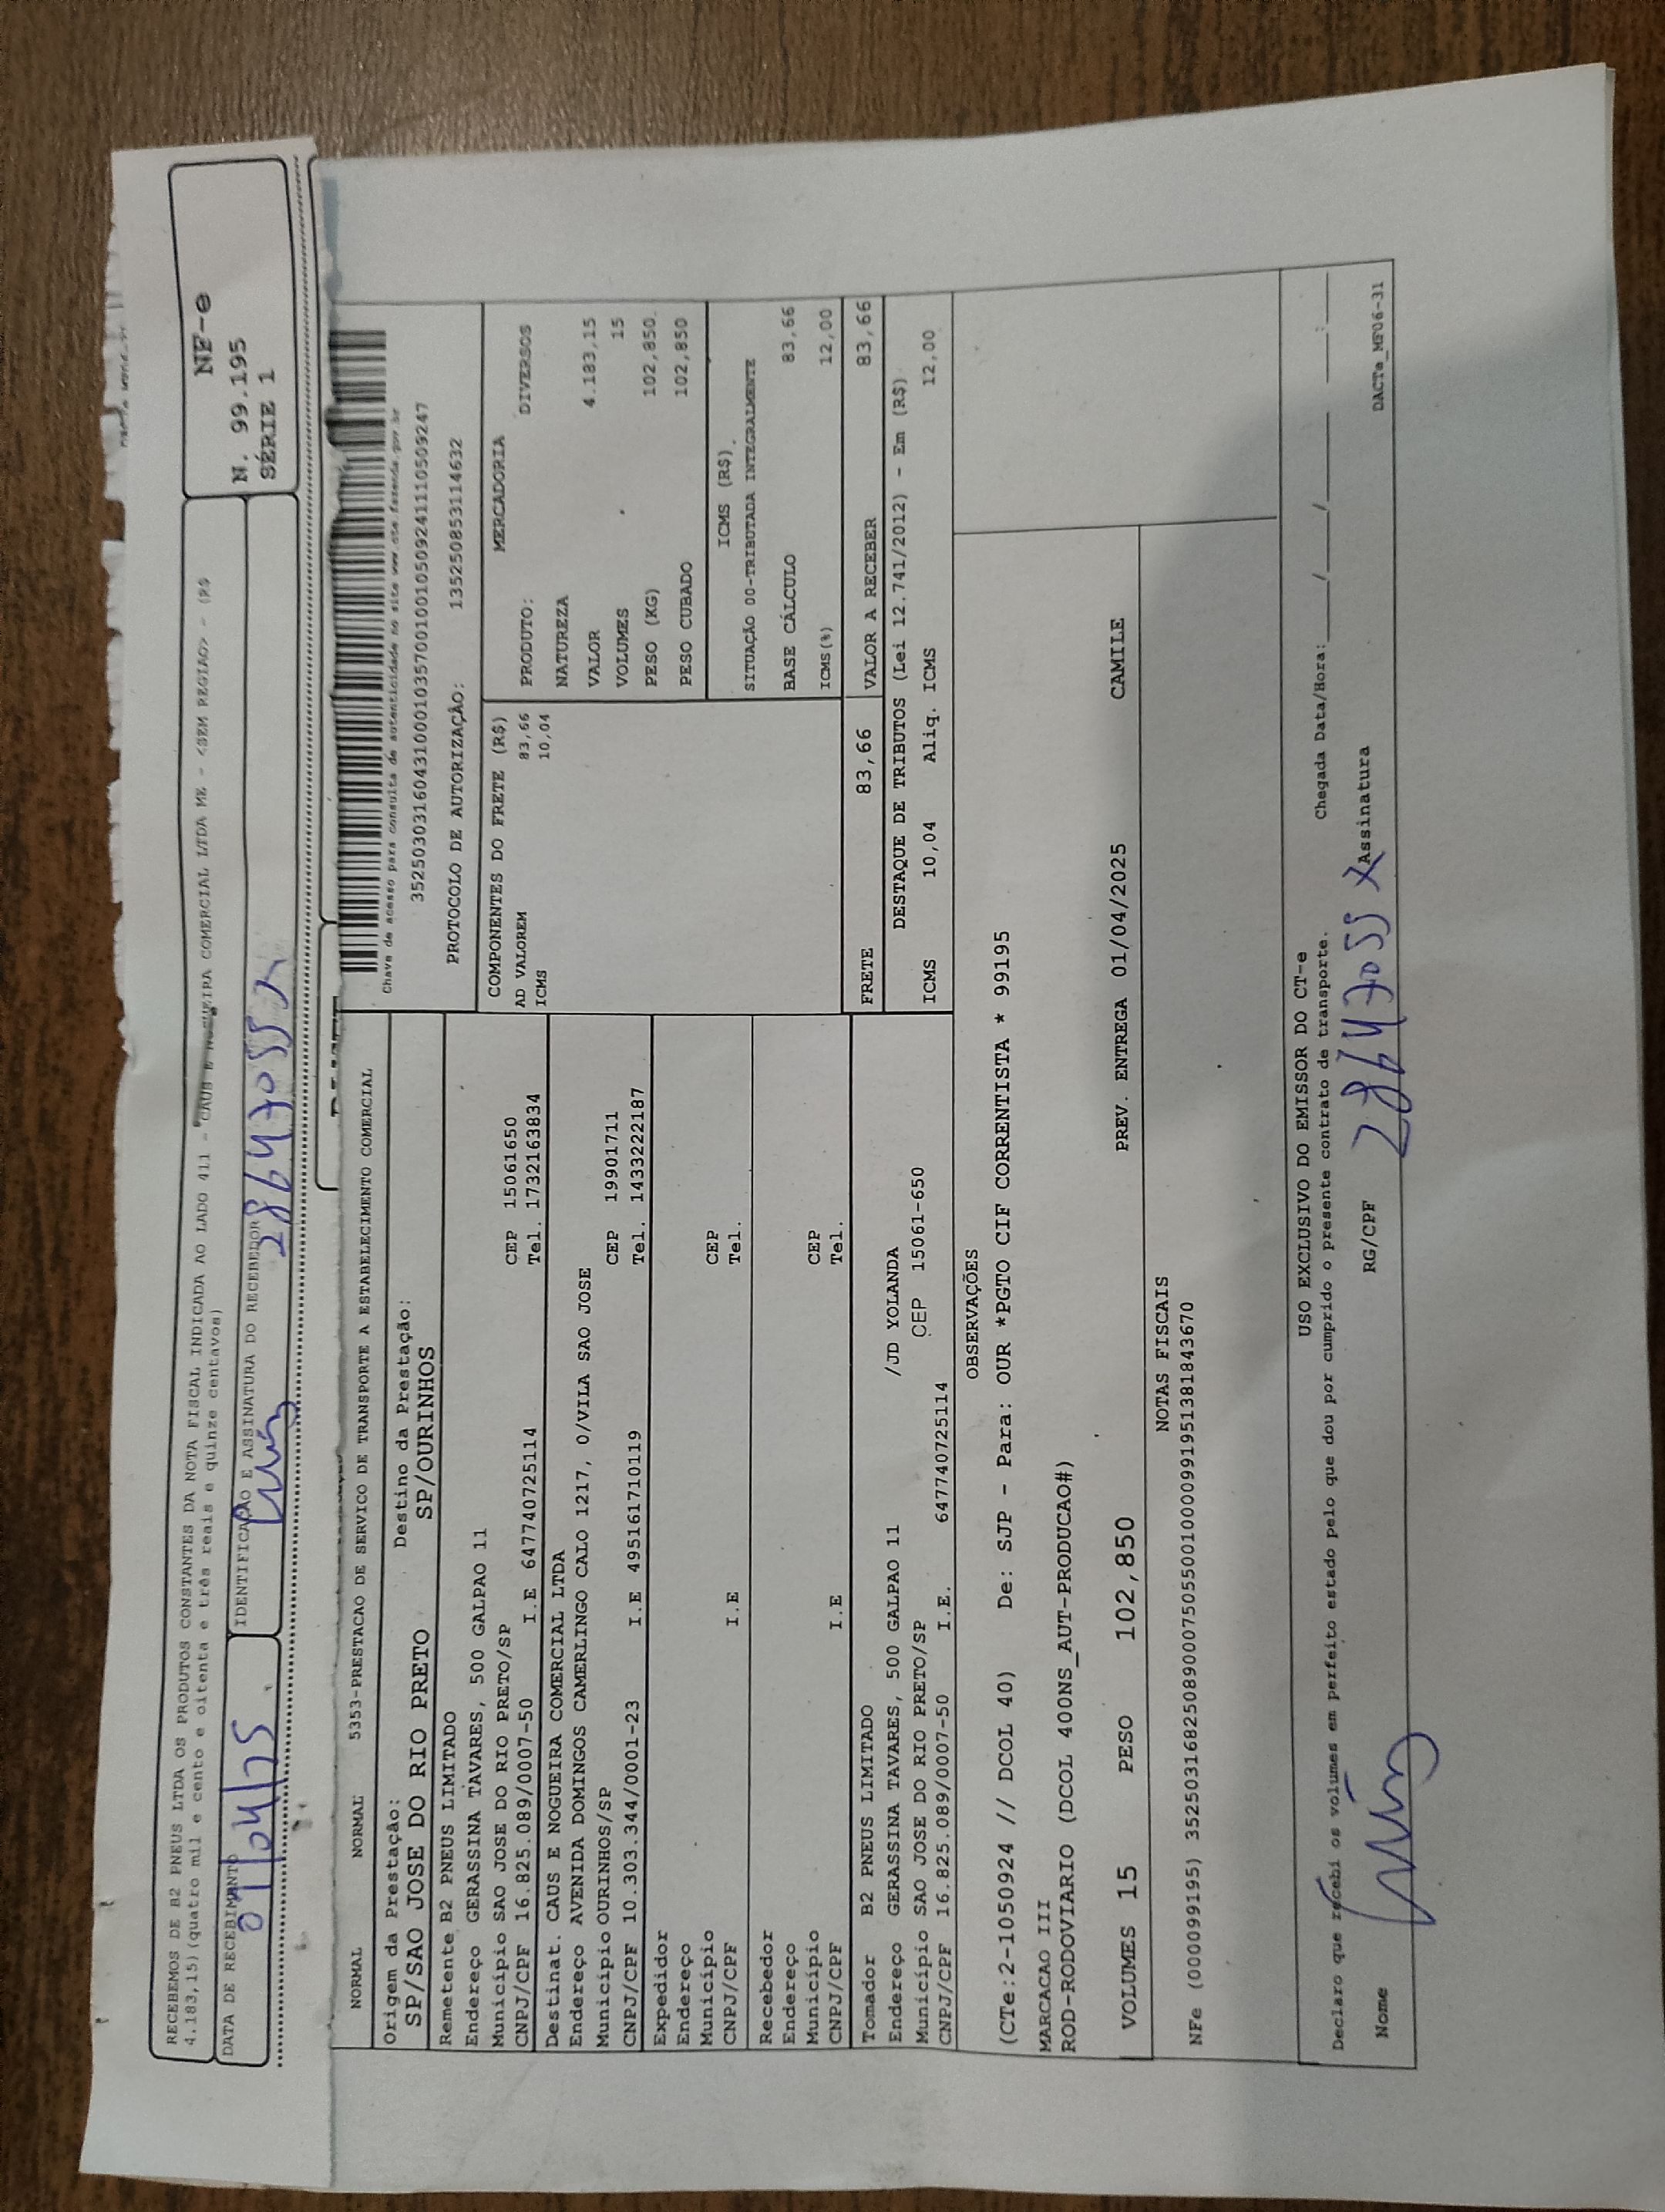 RECEBEMOS DE B2 PNEUS LTDA OS PRODUTOS CONSTANTES DA NOTA FISCAL INDICADA AO LADO 411 - CAUS E NOGUEIRA COMERCIAL LTDA ME - <SEM REGIAO> - (R$
4.183,15)(quatro mil e cento e oitenta e três reais e quinze centavos)
NF-e
N. 99.195
SÉRIE 1
DATA DE RECEBIMENTO
IDENTIFICAÇÃO E ASSINATURA DO RECEBEDOR
28647055 X
NORMAL NORMAL 5353-PRESTACAO DE SERVICO DE TRANSPORTE A ESTABELECIMENTO COMERCIAL
Chave de acesso para consulta de autenticidade no site www.cte.fazenda.gov.br
35250303160431000103570010010509241110509247
PROTOCOLO DE AUTORIZAÇÃO: 135250853114632
Origem da Prestação: Destino da Prestação:
SP/SAO JOSE DO RIO PRETO SP/OURINHOS
Remetente B2 PNEUS LIMITADO
Endereço GERASSINA TAVARES, 500 GALPAO 11
Município SAO JOSE DO RIO PRETO/SP CEP 15061650
CNPJ/CPF 16.825.089/0007-50 I.E 647740725114 Tel. 1732163834
Destinat. CAUS E NOGUEIRA COMERCIAL LTDA
Endereço AVENIDA DOMINGOS CAMERLINGO CALO 1217, 0/VILA SAO JOSE
Município OURINHOS/SP CEP 19901711
CNPJ/CPF 10.303.344/0001-23 I.E 495161710119 Tel. 1433222187
Expedidor
Endereço
Município CEP
CNPJ/CPF I.E Tel.
Recebedor
Endereço
Município CEP
CNPJ/CPF I.E Tel.
Tomador B2 PNEUS LIMITADO
Endereço GERASSINA TAVARES, 500 GALPAO 11 /JD YOLANDA
Município SAO JOSE DO RIO PRETO/SP CEP 15061-650
CNPJ/CPF 16.825.089/0007-50 I.E. 647740725114
COMPONENTES DO FRETE (R$)
AD VALOREM 83,66
ICMS 10,04
MERCADORIA
PRODUTO: DIVERSOS
NATUREZA
VALOR 4.183,15
VOLUMES 15
PESO (KG) 102,850
PESO CUBADO 102,850
ICMS (R$)
SITUAÇÃO 00-TRIBUTADA INTEGRALMENTE
BASE CÁLCULO 83,66
ICMS(%) 12,00
FRETE 83,66 VALOR A RECEBER 83,66
DESTAQUE DE TRIBUTOS (Lei 12.741/2012) - Em (R$)
ICMS 10,04 Aliq. ICMS 12,00
OBSERVAÇÕES
(CTe:2-1050924 // DCOL 40) De: SJP - Para: OUR *PGTO CIF CORRENTISTA * 99195
MARCACAO III
ROD-RODOVIARIO (DCOL 400NS_AUT-PRODUCAO#)
VOLUMES 15 PESO 102,850 PREV. ENTREGA 01/04/2025 CAMILE
NOTAS FISCAIS
NFe (000099195) 35250316825089000750550010000991951381843670
USO EXCLUSIVO DO EMISSOR DO CT-e
Declaro que recebi os volumes em perfeito estado pelo que dou por cumprido o presente contrato de transporte. Chegada Data/Hora:___/___/___ ___:___
Nome RG/CPF 28647055 X Assinatura
DACTe_MF06-31